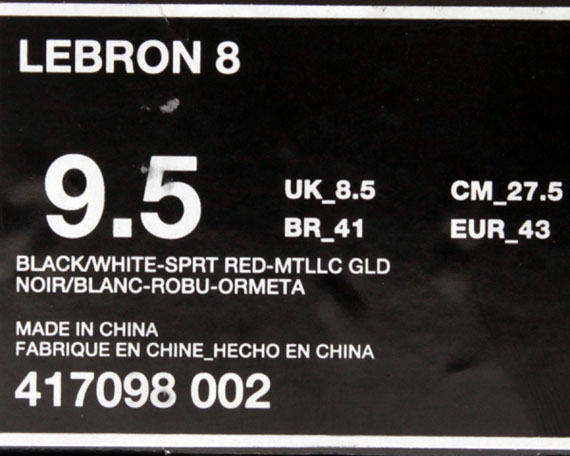 LEBRON 8
9.5
UK_8.5 CM_27.5
BR_41 EUR_43
BLACK/WHITE-SPRT RED-MTLLC GLD
NOIR/BLANC-ROBU-ORMETA
MADE IN CHINA
FABRIQUE EN CHINE_HECHO EN CHINA
417098 002